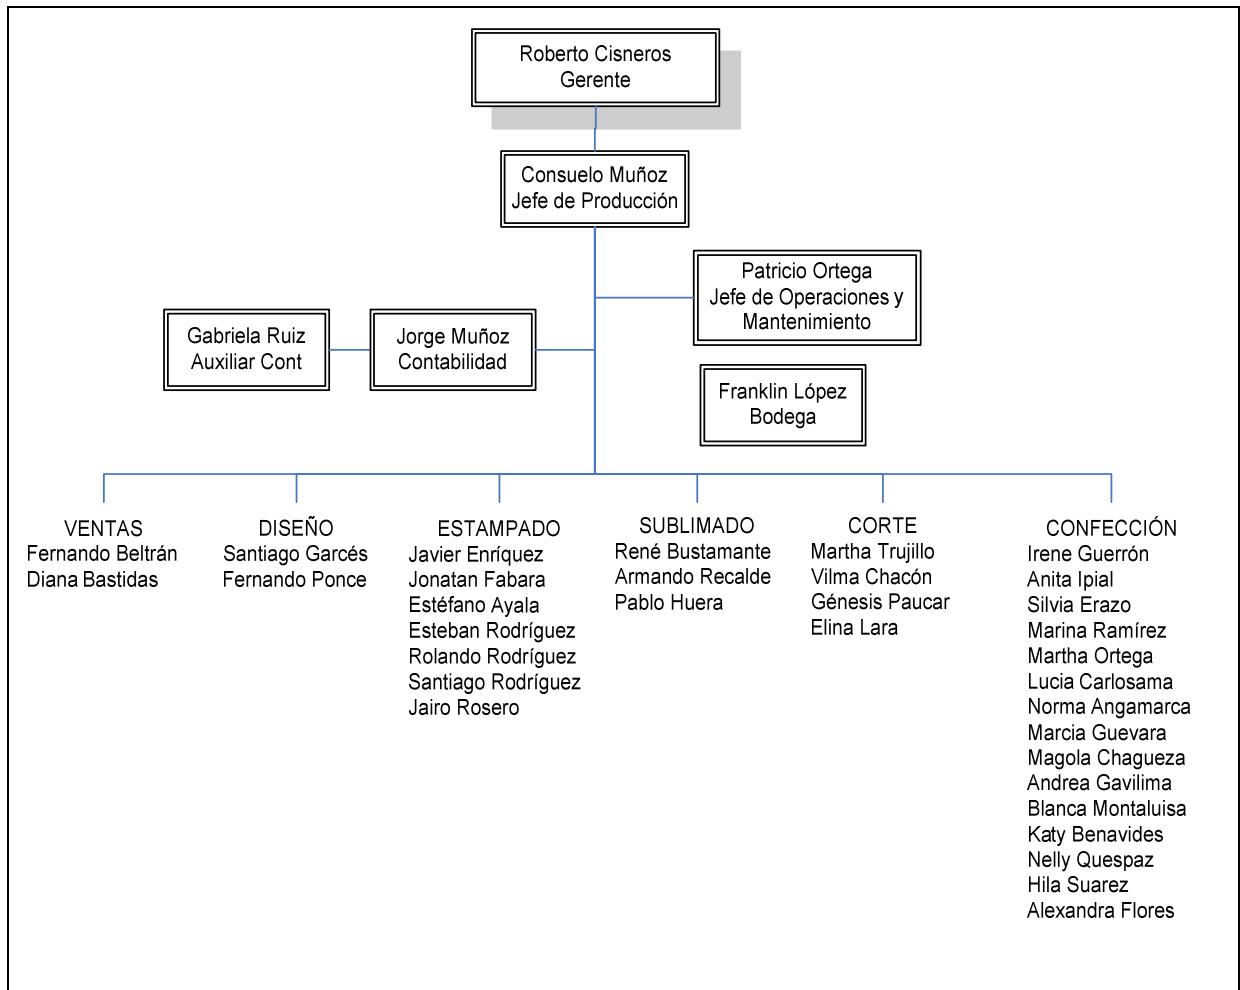 Roberto Cisneros
Gerente
Consuelo Muñoz
Jefe de Producción
Patricio Ortega
Jefe de Operaciones y
Mantenimiento
Gabriela Ruiz
Auxiliar Cont
Jorge Muñoz
Contabilidad
Franklin López
Bodega
VENTAS
Fernando Beltrán
Diana Bastidas
DISEÑO
Santiago Garcés
Fernando Ponce
ESTAMPADO
Javier Enríquez
Jonatan Fabara
Estéfano Ayala
Esteban Rodríguez
Rolando Rodríguez
Santiago Rodríguez
Jairo Rosero
SUBLIMADO
René Bustamante
Armando Recalde
Pablo Huera
CORTE
Martha Trujillo
Vilma Chacón
Génesis Paucar
Elina Lara
CONFECCIÓN
Irene Guerrón
Anita Ipial
Silvia Erazo
Marina Ramírez
Martha Ortega
Lucia Carlosama
Norma Angamarca
Marcia Guevara
Magola Chagueza
Andrea Gavilima
Blanca Montaluisa
Katy Benavides
Nelly Quespaz
Hila Suarez
Alexandra Flores